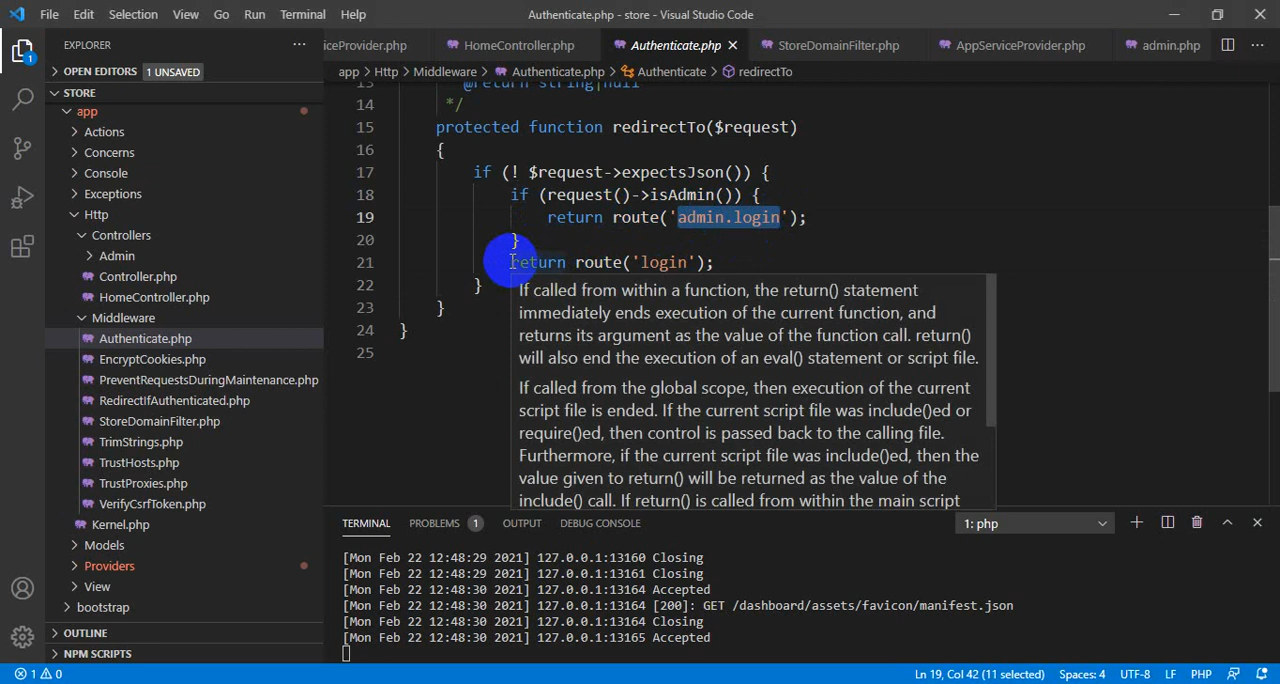 File Edit Selection View Go Run Terminal Help
Authenticate.php - store - Visual Studio Code
EXPLORER
OPEN EDITORS 1 UNSAVED
STORE
app
Actions
Concerns
Console
Exceptions
Http
Controllers
Admin
Controller.php
HomeController.php
Middleware
Authenticate.php
EncryptCookies.php
PreventRequestsDuringMaintenance.php
RedirectIfAuthenticated.php
StoreDomainFilter.php
TrimStrings.php
TrustHosts.php
TrustProxies.php
VerifyCsrfToken.php
Kernel.php
Models
Providers
View
bootstrap
OUTLINE
NPM SCRIPTS
1
iceProvider.php HomeController.php Authenticate.php StoreDomainFilter.php AppServiceProvider.php admin.php
app > Http > Middleware > Authenticate.php > Authenticate > redirectTo
13 @return string|null
14 */
15 protected function redirectTo($request)
16 {
17 if (! $request->expectsJson()) {
18 if (request()->isAdmin()) {
19 return route('admin.login');
20 }
21 return route('login');
22 }
23 }
24 }
25
If called from within a function, the return() statement
immediately ends execution of the current function, and
returns its argument as the value of the function call. return()
will also end the execution of an eval() statement or script file.
If called from the global scope, then execution of the current
script file is ended. If the current script file was include()ed or
require()ed, then control is passed back to the calling file.
Furthermore, if the current script file was include()ed, then the
value given to return() will be returned as the value of the
include() call. If return() is called from within the main script
TERMINAL PROBLEMS 1 OUTPUT DEBUG CONSOLE 1: php
[Mon Feb 22 12:48:29 2021] 127.0.0.1:13160 Closing
[Mon Feb 22 12:48:29 2021] 127.0.0.1:13161 Closing
[Mon Feb 22 12:48:30 2021] 127.0.0.1:13164 Accepted
[Mon Feb 22 12:48:30 2021] 127.0.0.1:13164 [200]: GET /dashboard/assets/favicon/manifest.json
[Mon Feb 22 12:48:30 2021] 127.0.0.1:13164 Closing
[Mon Feb 22 12:48:30 2021] 127.0.0.1:13165 Accepted
1 0 Ln 19, Col 42 (11 selected) Spaces: 4 UTF-8 LF PHP